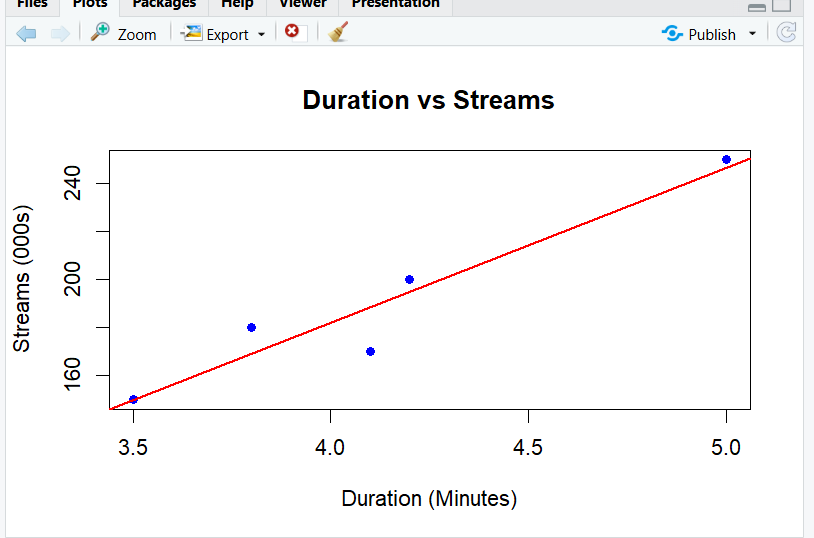 Files Plots Packages Help Viewer Presentation
Zoom Export Publish
Duration vs Streams
240
200
160
Streams (000s)
3.5 4.0 4.5 5.0
Duration (Minutes)